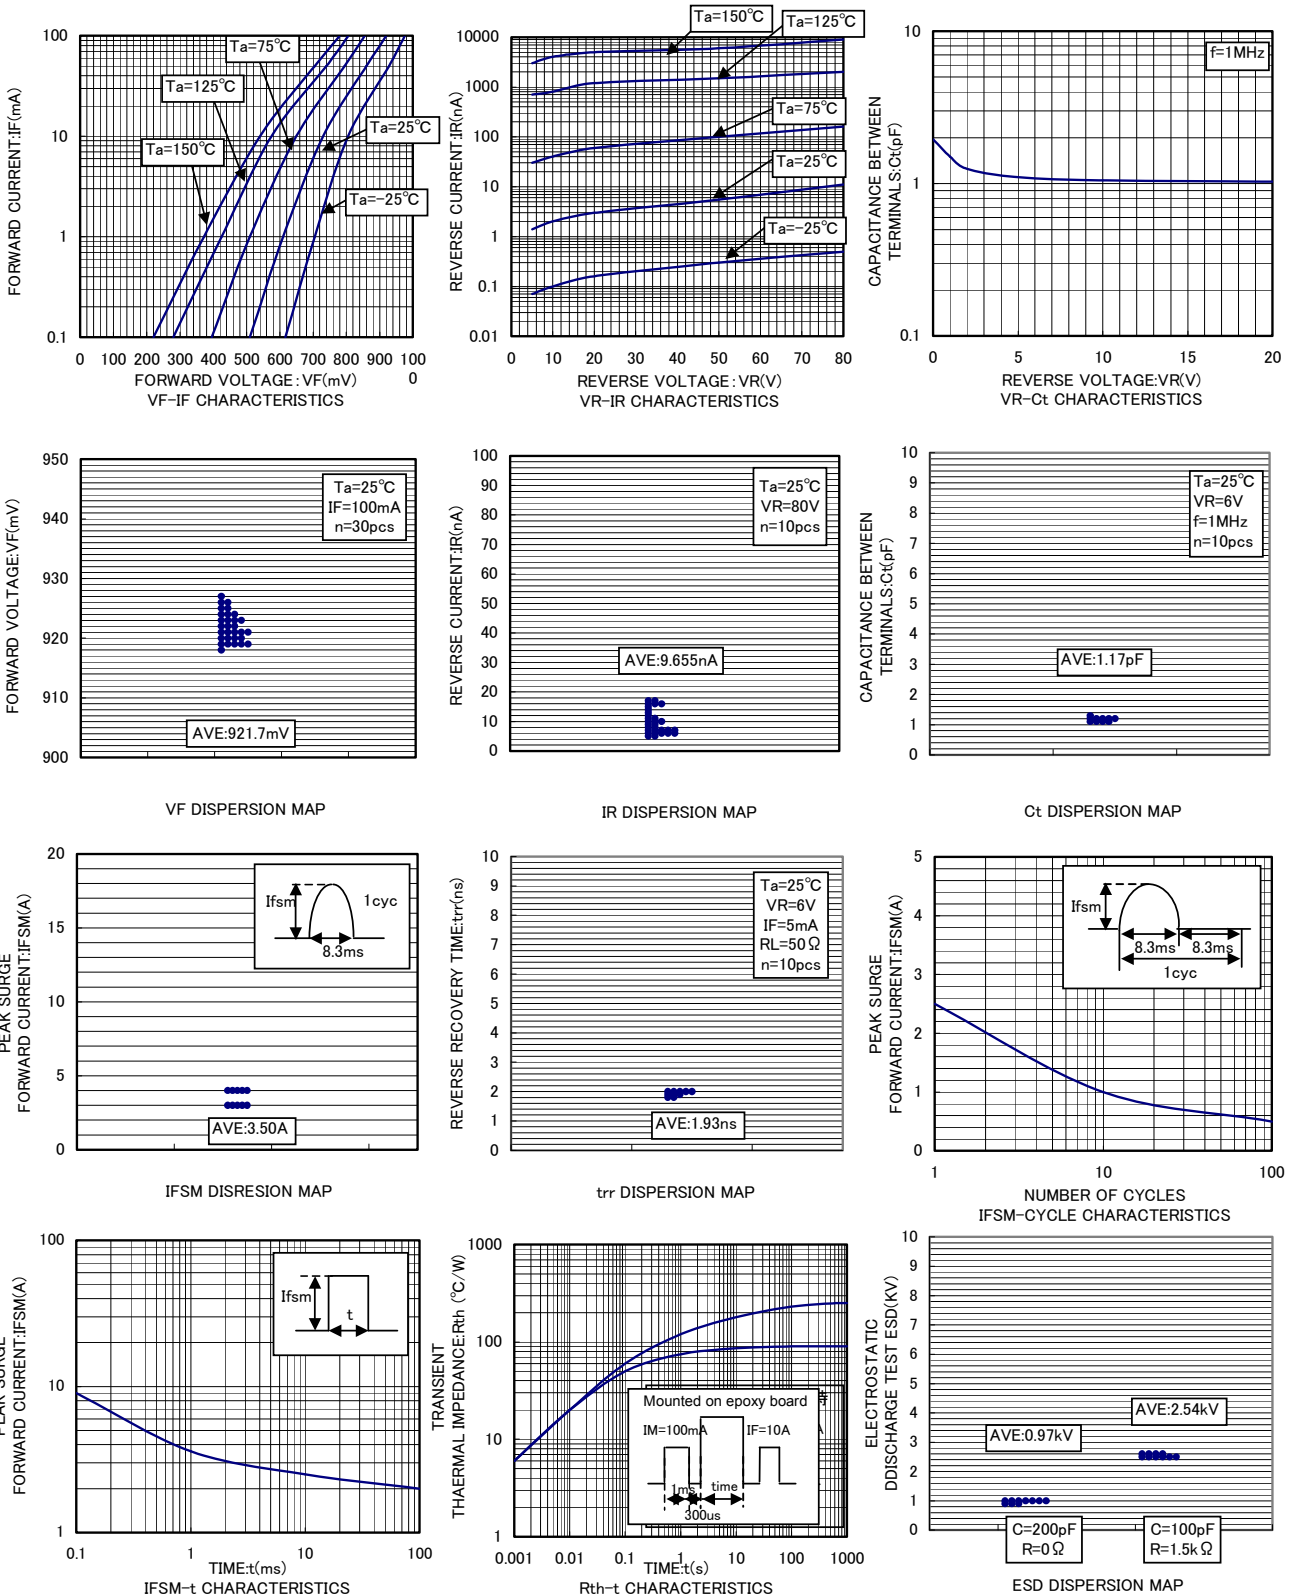 100
10
1
0.1
FORWARD CURRENT:IF(mA)
Ta=75℃
Ta=125℃
Ta=150℃
Ta=25℃
Ta=-25℃
0 100 200 300 400 500 600 700 800 900 100
0
FORWARD VOLTAGE:VF(mV)
VF-IF CHARACTERISTICS
10000
1000
100
10
1
0.1
0.01
REVERSE CURRENT:IR(nA)
Ta=150℃
Ta=125℃
Ta=75℃
Ta=25℃
Ta=-25℃
0 10 20 30 40 50 60 70 80
REVERSE VOLTAGE:VR(V)
VR-IR CHARACTERISTICS
10
1
0.1
CAPACITANCE BETWEEN
TERMINALS:Ct(pF)
f=1MHz
0 5 10 15 20
REVERSE VOLTAGE:VR(V)
VR-Ct CHARACTERISTICS
950
940
930
920
910
900
FORWARD VOLTAGE:VF(mV)
Ta=25℃
IF=100mA
n=30pcs
AVE:921.7mV
VF DISPERSION MAP
100
90
80
70
60
50
40
30
20
10
0
REVERSE CURRENT:IR(nA)
Ta=25℃
VR=80V
n=10pcs
AVE:9.655nA
IR DISPERSION MAP
10
9
8
7
6
5
4
3
2
1
0
CAPACITANCE BETWEEN
TERMINALS:Ct(pF)
Ta=25℃
VR=6V
f=1MHz
n=10pcs
AVE:1.17pF
Ct DISPERSION MAP
20
15
10
5
0
PEAK SURGE
FORWARD CURRENT:IFSM(A)
Ifsm
1cyc
8.3ms
AVE:3.50A
IFSM DISRESION MAP
10
9
8
7
6
5
4
3
2
1
0
REVERSE RECOVERY TIME:trr(ns)
Ta=25℃
VR=6V
IF=5mA
RL=50Ω
n=10pcs
AVE:1.93ns
trr DISPERSION MAP
5
4
3
2
1
0
PEAK SURGE
FORWARD CURRENT:IFSM(A)
Ifsm
8.3ms 8.3ms
1cyc
1 10 100
NUMBER OF CYCLES
IFSM-CYCLE CHARACTERISTICS
100
10
1
PEAK SURGE
FORWARD CURRENT:IFSM(A)
Ifsm
t
0.1 1 10 100
TIME:t(ms)
IFSM-t CHARACTERISTICS
1000
100
10
1
TRANSIENT
THAERMAL IMPEDANCE:Rth (℃/W)
Mounted on epoxy board
IM=100mA IF=10A
1ms time
300us
0.001 0.01 0.1 1 10 100 1000
TIME:t(s)
Rth-t CHARACTERISTICS
10
9
8
7
6
5
4
3
2
1
0
ELECTROSTATIC
DDISCHARGE TEST ESD(KV)
AVE:2.54kV
AVE:0.97kV
C=200pF
R=0Ω
C=100pF
R=1.5kΩ
ESD DISPERSION MAP